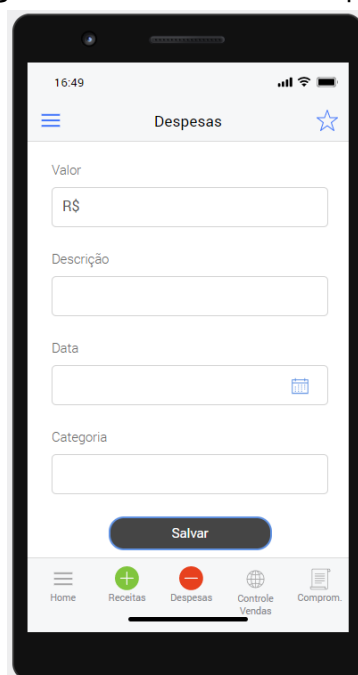 16:49
Despesas
Valor
R$
Descrição
Data
Categoria
Salvar
Home Receitas Despesas Controle Vendas Comprom.